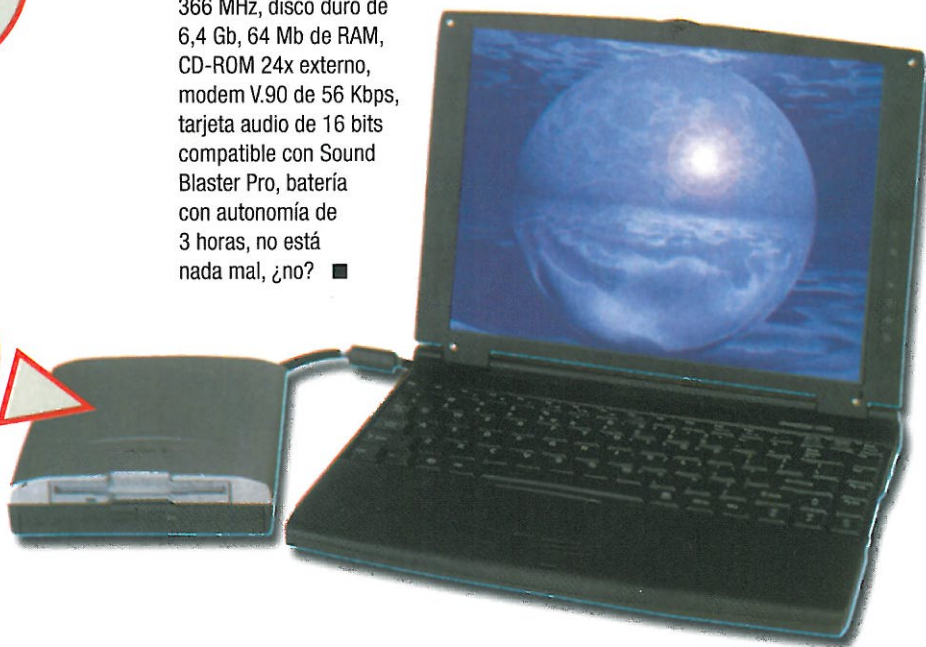 366 MHz, disco duro de
6,4 Gb, 64 Mb de RAM,
CD-ROM 24x externo,
modem V.90 de 56 Kbps,
tarjeta audio de 16 bits
compatible con Sound
Blaster Pro, batería
con autonomía de
3 horas, no está
nada mal, ¿no? ■